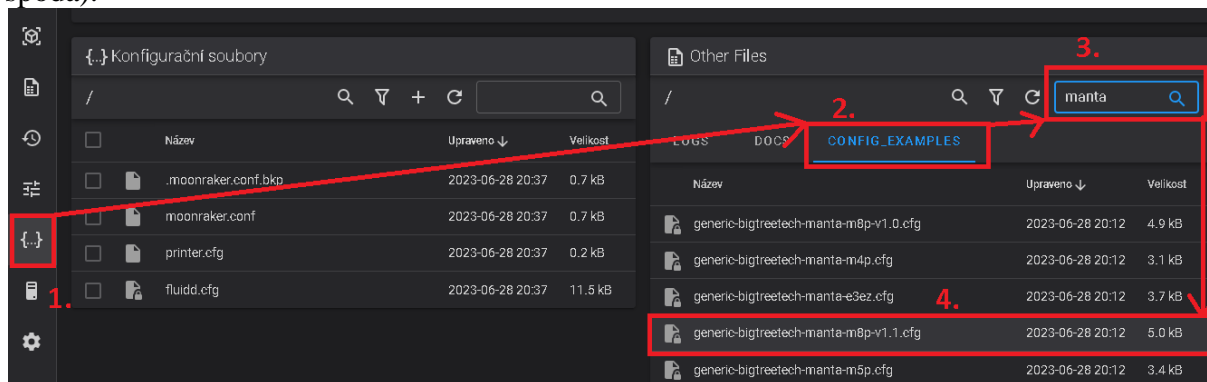 spodu).
{...} Konfigurační soubory
/
Název Upraveno ↓ Velikost
.moonraker.conf.bkp 2023-06-28 20:37 0.7 kB
moonraker.conf 2023-06-28 20:37 0.7 kB
printer.cfg 2023-06-28 20:37 0.2 kB
fluidd.cfg 2023-06-28 20:37 11.5 kB
{...}
1.
Other Files
3.
/ manta
2.
LOGS DOCS CONFIG_EXAMPLES
Název Upraveno ↓ Velikost
generic-bigtreetech-manta-m8p-v1.0.cfg 2023-06-28 20:12 4.9 kB
generic-bigtreetech-manta-m4p.cfg 2023-06-28 20:12 3.1 kB
generic-bigtreetech-manta-e3ez.cfg 2023-06-28 20:12 3.7 kB
4.
generic-bigtreetech-manta-m8p-v1.1.cfg 2023-06-28 20:12 5.0 kB
generic-bigtreetech-manta-m5p.cfg 2023-06-28 20:12 3.4 kB